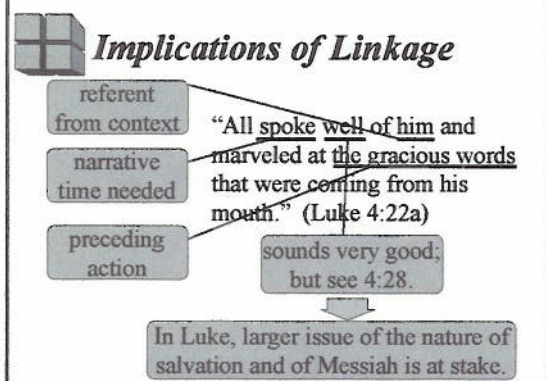 Implications of Linkage
referent
from context
narrative
time needed
preceding
action
“All spoke well of him and
marveled at the gracious words
that were coming from his
mouth.” (Luke 4:22a)
sounds very good;
but see 4:28.
In Luke, larger issue of the nature of
salvation and of Messiah is at stake.